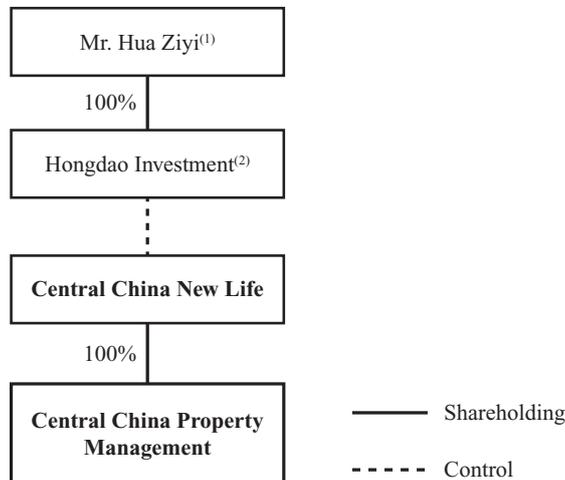 Mr. Hua Ziyi(1)
100%
Hongdao Investment(2)
Central China New Life
100%
Central China Property
Management
Shareholding
Control